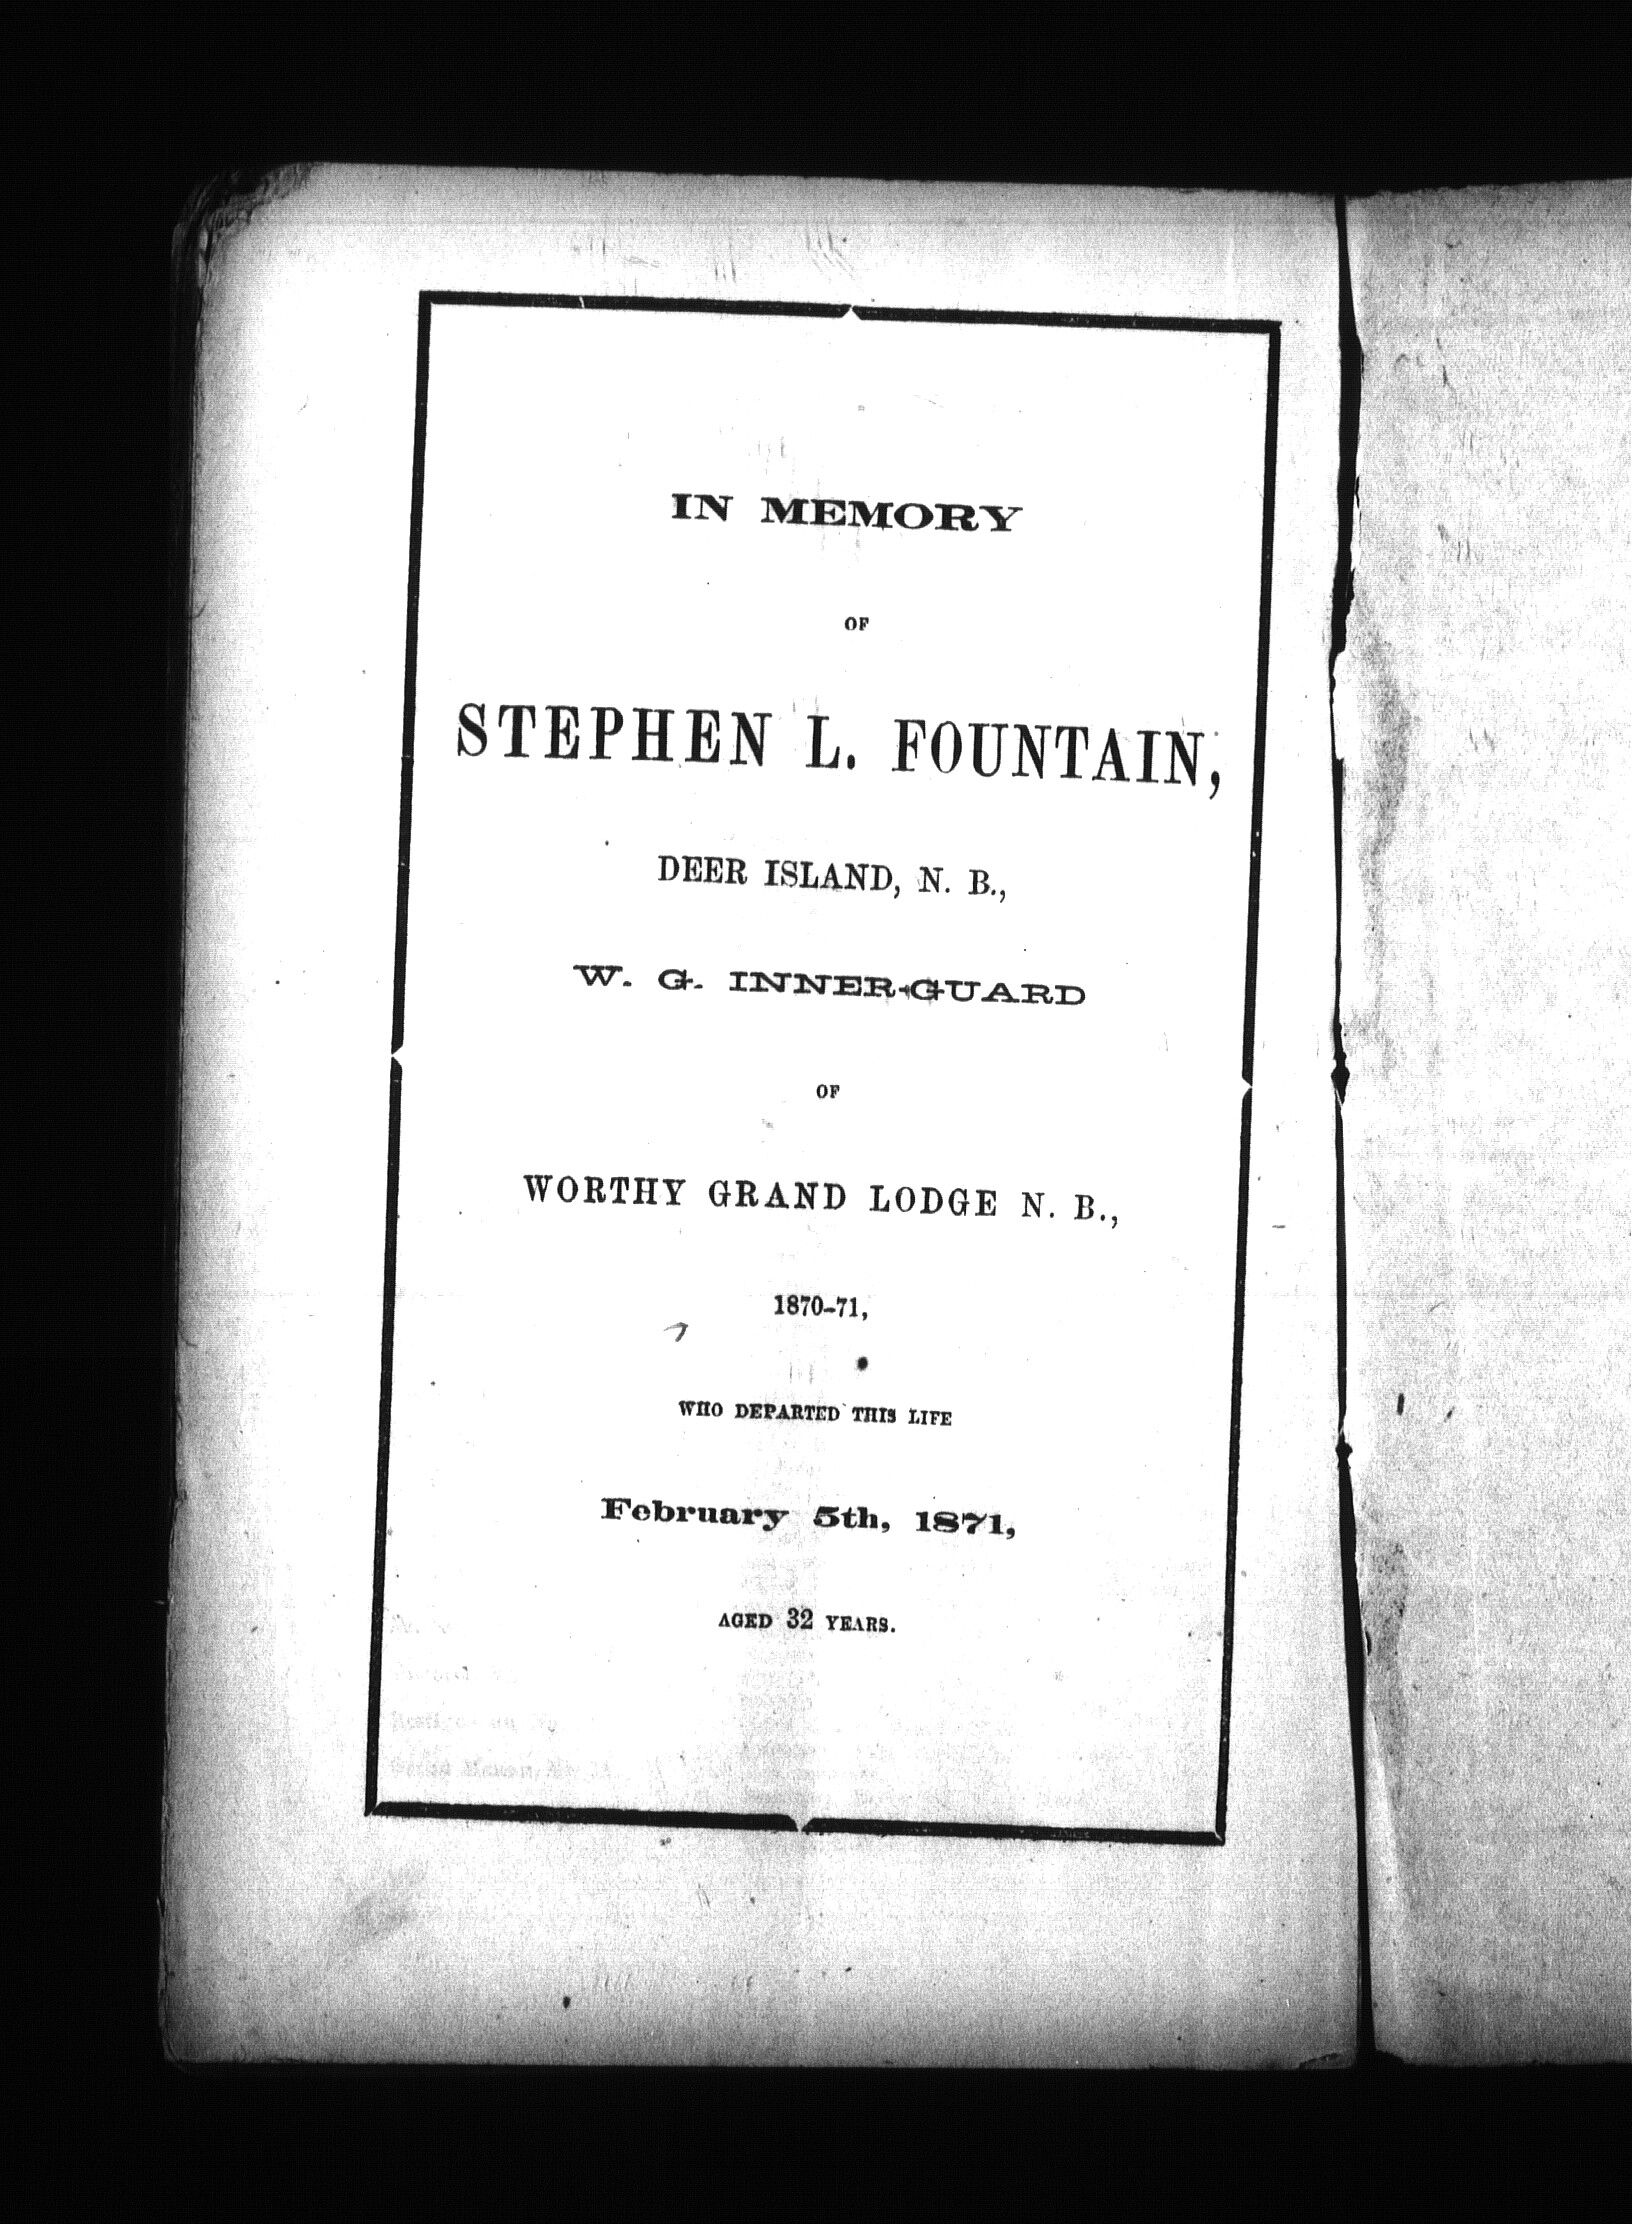 IN MEMORY
OF
STEPHEN L. FOUNTAIN,
DEER ISLAND, N. B.,
W. G. INNER-GUARD
OF
WORTHY GRAND LODGE N. B.,
1870-71,
WHO DEPARTED THIS LIFE
February 5th, 1871,
AGED 32 YEARS.